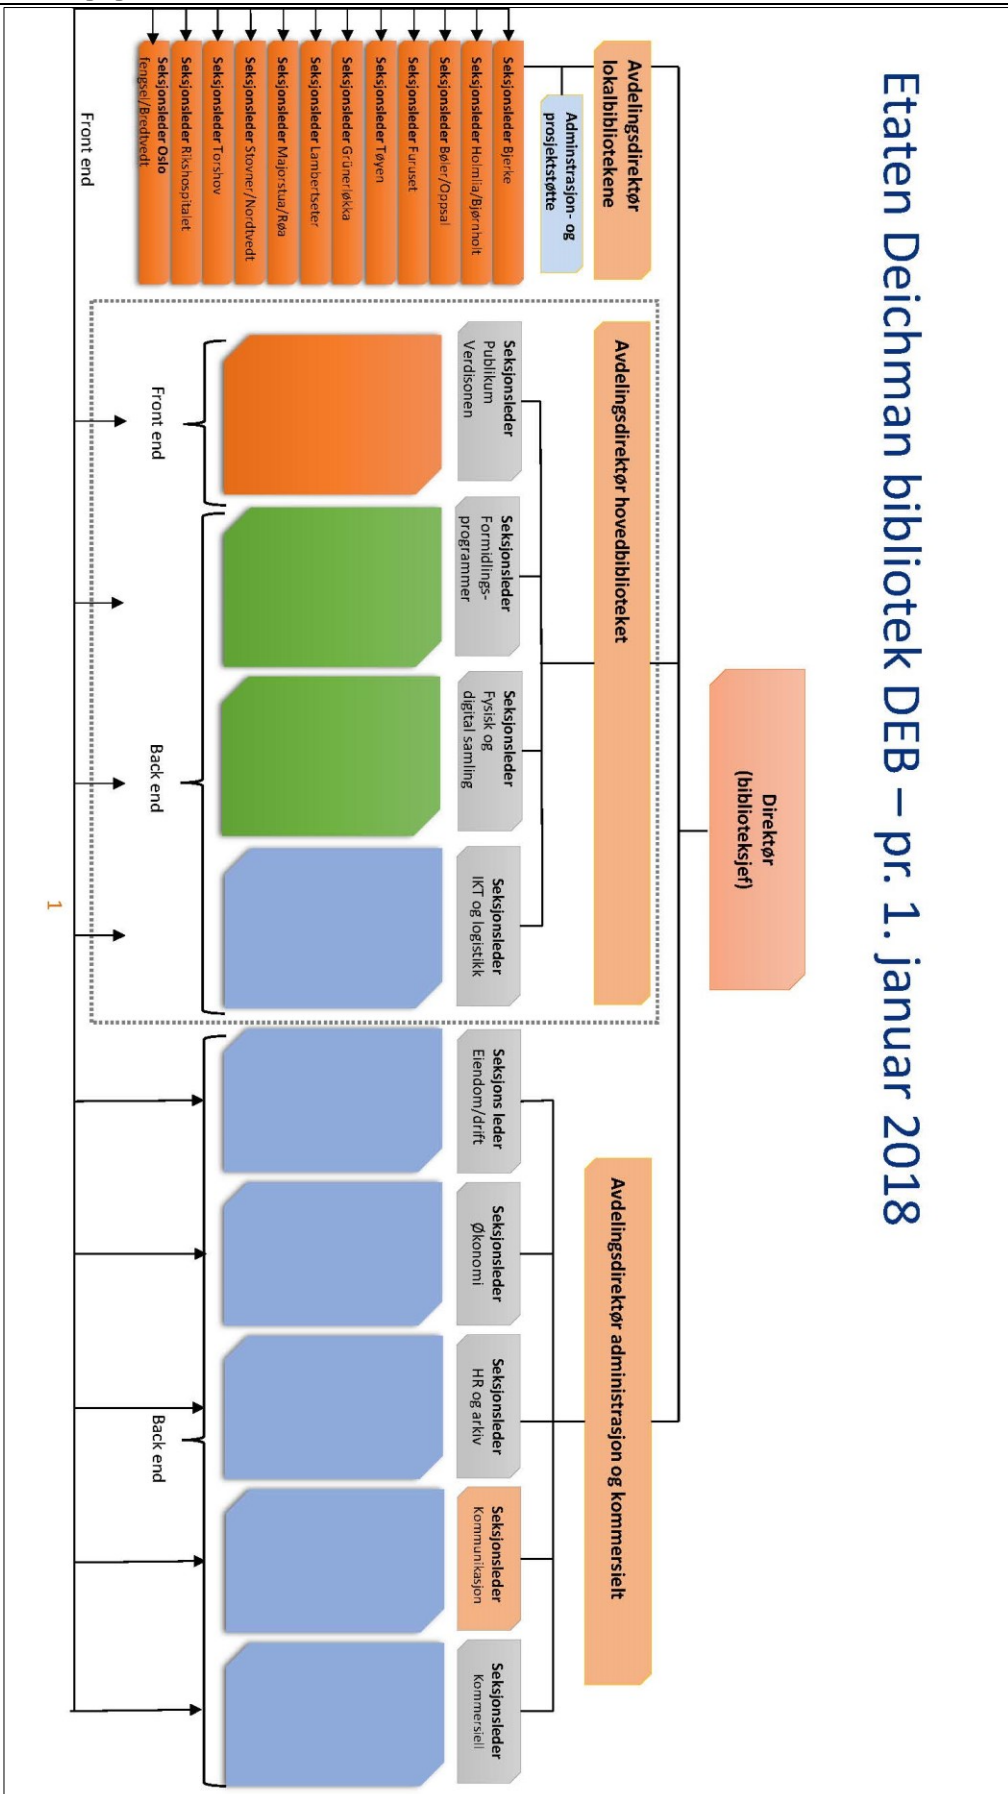 Etaten Deichman bibliotek DEB – pr. 1. januar 2018
Direktør
(biblioteksjef)
Avdelingsdirektør
lokalbibliotekene
Adminstrasjon- og
prosjektstøtte
Seksjonsleder Bjerke
Seksjonsleder Holmlia/Bjørnholt
Seksjonsleder Bøler/Oppsal
Seksjonsleder Furuset
Seksjonsleder Tøyen
Seksjonsleder Grünerløkka
Seksjonsleder Lambertseter
Seksjonsleder Majorstua/Røa
Seksjonsleder Stovner/Nordtvedt
Seksjonsleder Torshov
Seksjonsleder Rikshospitalet
Seksjonsleder Oslo
fengsel/Bredtvedt
Front end
Avdelingsdirektør hovedbiblioteket
Seksjonsleder
Publikum
Verdisonen
Seksjonsleder
Formidlings-
programmer
Seksjonsleder
Fysisk og
digital samling
Seksjonsleder
IKT og logistikk
Front end
Back end
Avdelingsdirektør administrasjon og kommersielt
Seksjons leder
Eiendom/drift
Seksjonsleder
Økonomi
Seksjonsleder
HR og arkiv
Seksjonsleder
Kommunikasjon
Seksjonsleder
Kommersiell
Back end
1